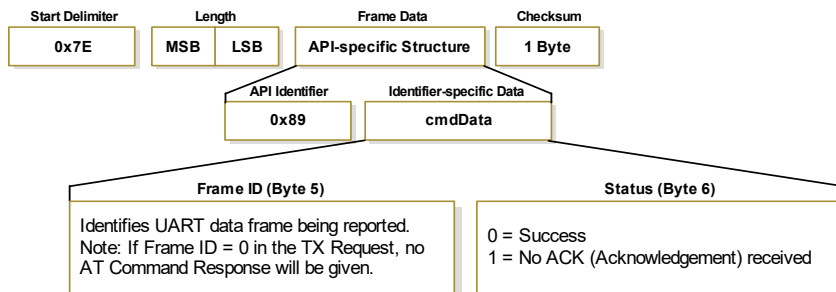 Start Delimiter Length Frame Data Checksum
0x7E MSB LSB API-specific Structure 1 Byte
API Identifier Identifier-specific Data
0x89 cmdData
Frame ID (Byte 5)
Identifies UART data frame being reported.
Note: If Frame ID = 0 in the TX Request, no
AT Command Response will be given.
Status (Byte 6)
0 = Success
1 = No ACK (Acknowledgement) received